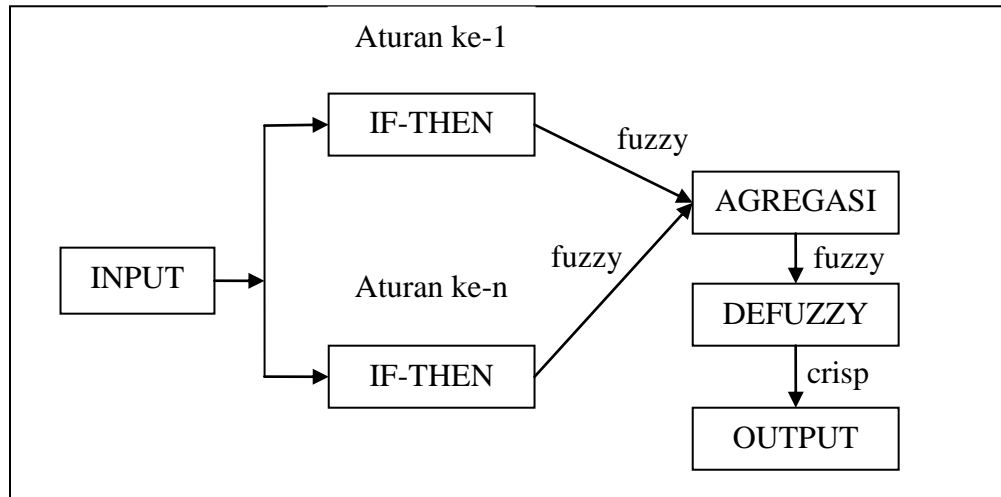 Aturan ke-1
IF-THEN
fuzzy
AGREGASI
fuzzy
fuzzy
INPUT
Aturan ke-n
DEFUZZY
IF-THEN
crisp
OUTPUT